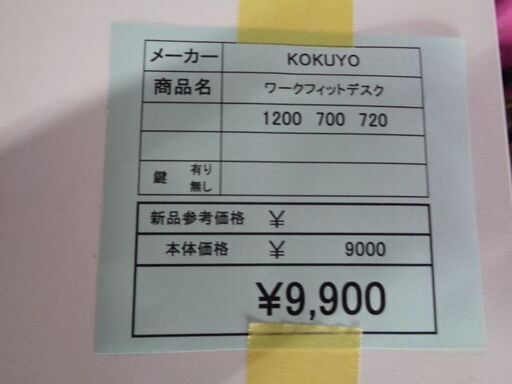 メーカー KOKUYO
商品名 ワークフィットデスク
1200 700 720
鍵 有り
無し
新品参考価格 ¥
本体価格 ¥ 9000
¥9,900